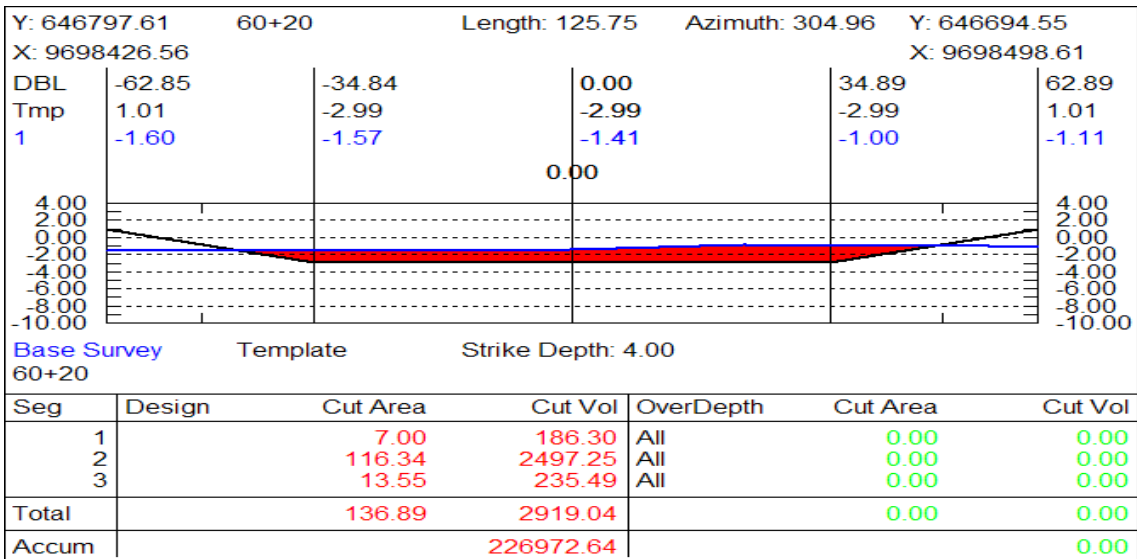 Y: 646797.61 60+20 Length: 125.75 Azimuth: 304.96 Y: 646694.55
X: 9698426.56 X: 9698498.61
DBL -62.85 -34.84 0.00 34.89 62.89
Tmp 1.01 -2.99 -2.99 -2.99 1.01
1 -1.60 -1.57 -1.41 -1.00 -1.11
0.00
4.00 4.00
2.00 2.00
0.00 0.00
-2.00 -2.00
-4.00 -4.00
-6.00 -6.00
-8.00 -8.00
-10.00 -10.00
Base Survey Template Strike Depth: 4.00
60+20
Seg Design Cut Area Cut Vol OverDepth Cut Area Cut Vol
1 7.00 186.30 All 0.00 0.00
2 116.34 2497.25 All 0.00 0.00
3 13.55 235.49 All 0.00 0.00
Total 136.89 2919.04 0.00 0.00
Accum 226972.64 0.00